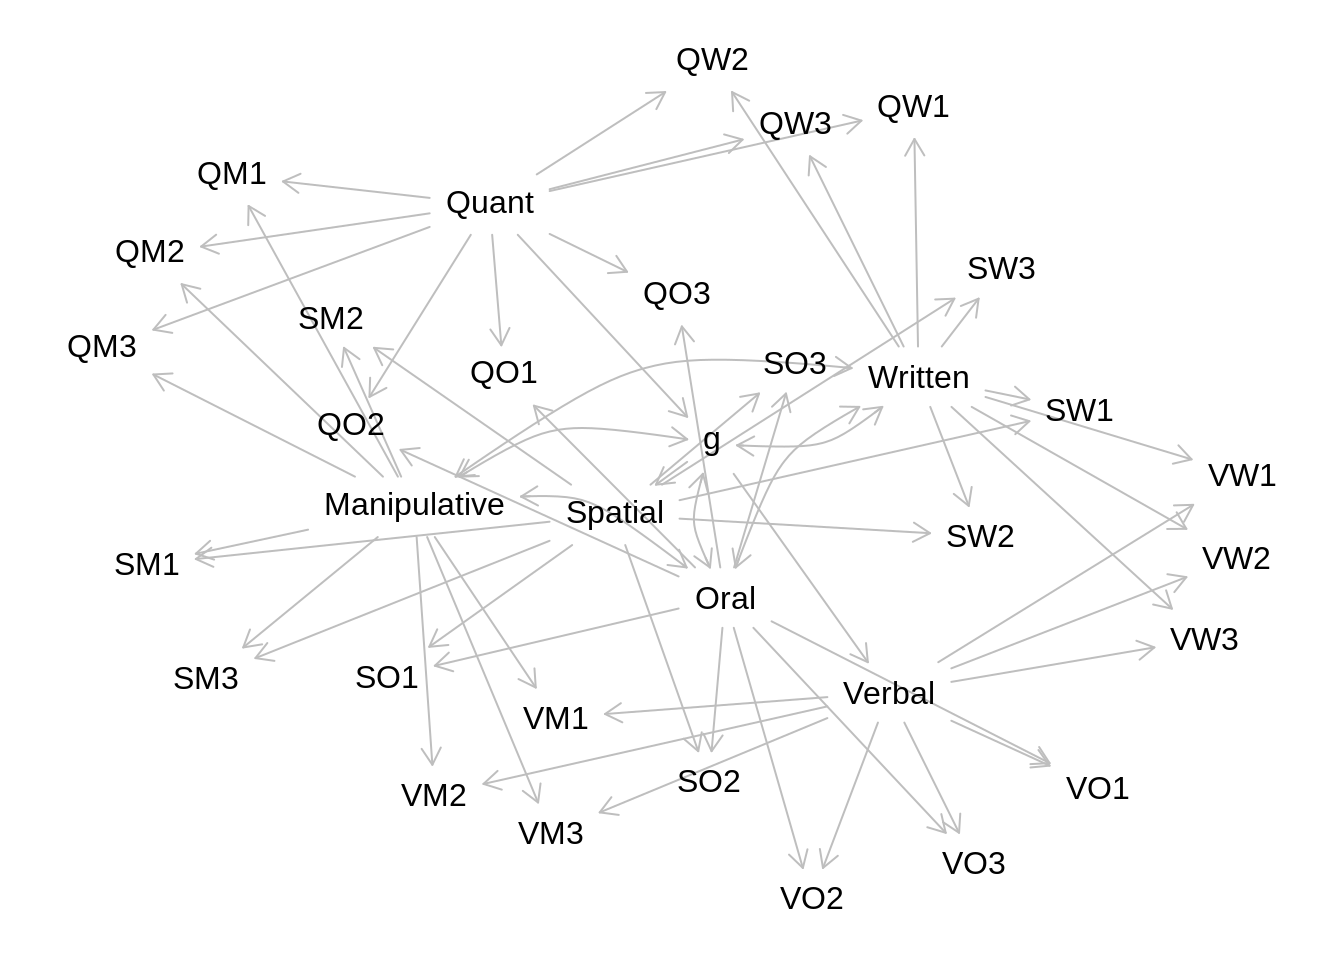 QW2
QW1
QW3
QM1
Quant
QM2
SW3
QO3
SM2
QM3
SO3
QO1
Written
SW1
QO2
g
VW1
Manipulative
Spatial
SW2
VW2
SM1
Oral
VW3
SM3
SO1
Verbal
VM1
SO2
VO1
VM2
VM3
VO3
VO2